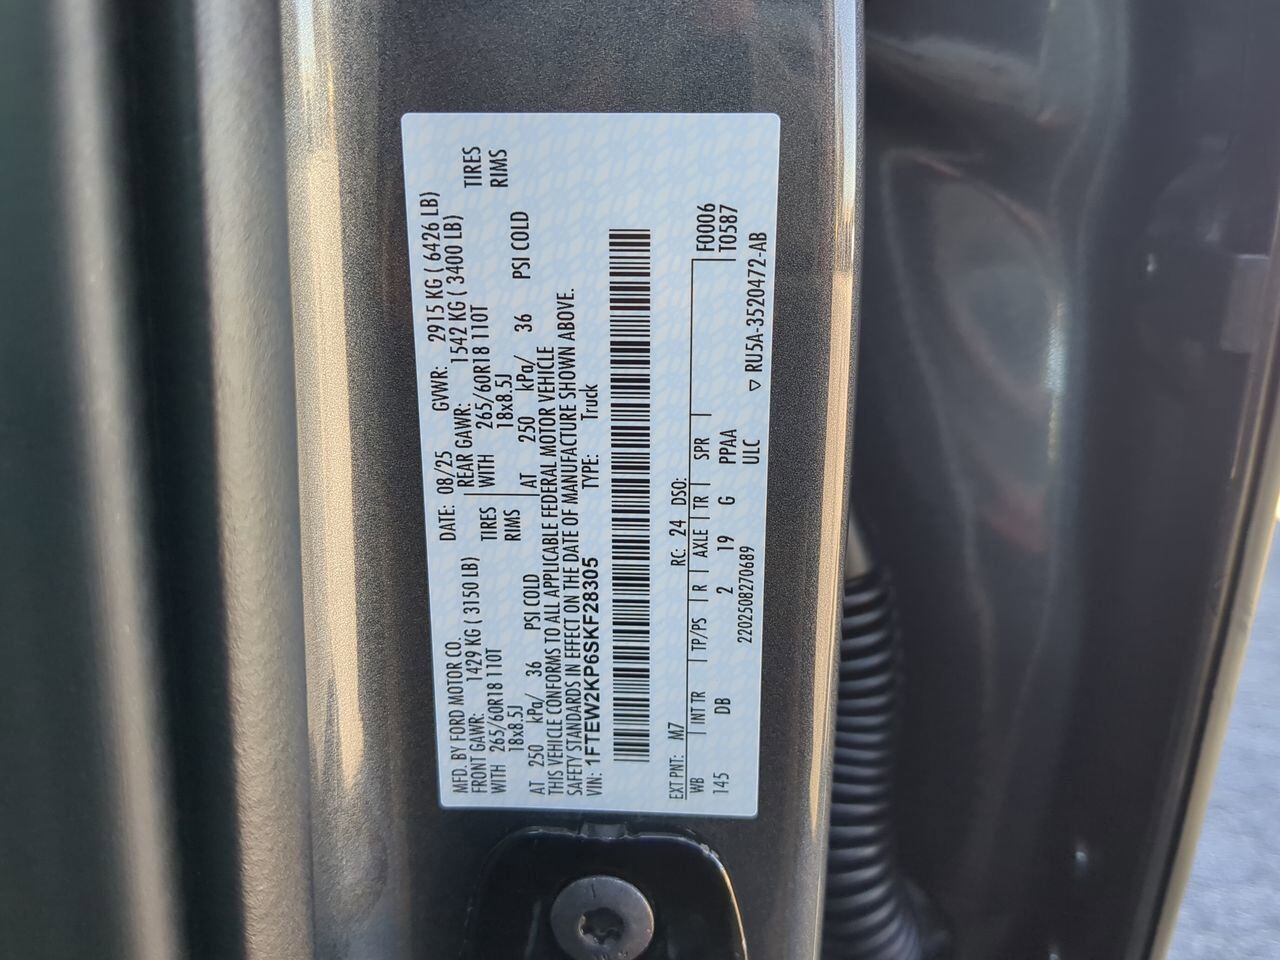 MFD. BY FORD MOTOR CO. DATE: 08/25 GVWR: 2915 KG ( 6426 LB)
FRONT GAWR: 1429 KG ( 3150 LB) REAR GAWR: 1542 KG ( 3400 LB)
WITH 265/60R18 110T TIRES WITH 265/60R18 110T TIRES
18x8.5J RIMS 18x8.5J RIMS
AT 250 kPa/ 36 PSI COLD AT 250 kPa/ 36 PSI COLD
THIS VEHICLE CONFORMS TO ALL APPLICABLE FEDERAL MOTOR VEHICLE
SAFETY STANDARDS IN EFFECT ON THE DATE OF MANUFACTURE SHOWN ABOVE.
VIN: 1FTEW2KP6SKF28305 TYPE: Truck
EXT PNT: M7 RC: 24 DSO:
WB INT TR TP/PS R AXLE TR SPR F0006
145 DB 2 19 G PPAA T0587
2202508270689 ULC ▽ RU5A-3520472-AB